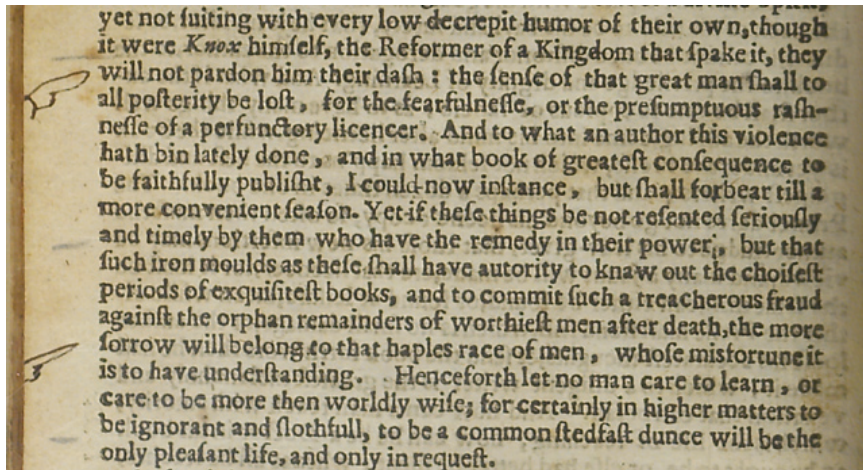 yet not ſuiting with every low decrepit humor of their own,though
it were Knox himſelf, the Reformer of a Kingdom that ſpake it, they
will not pardon him their daſh : the ſenſe of that great man ſhall to
all poſterity be loſt, for the fearfulneſſe, or the preſumptuous raſh-
neſſe of a perfunctory licencer. And to what an author this violence
hath bin lately done, and in what book of greateſt conſequence to
be faithfully publiſht, I could now inſtance, but ſhall forbear till a
more convenient ſeaſon. Yet if theſe things be not reſented ſeriouſly
and timely by them who have the remedy in their power, but that
ſuch iron moulds as theſe ſhall have autority to knaw out the choiſeſt
periods of exquiſiteſt books, and to commit ſuch a treacherous fraud
againſt the orphan remainders of worthieſt men after death,the more
ſorrow will belong to that haples race of men, whoſe misfortune it
is to have underſtanding. Henceforth let no man care to learn, or
care to be more then worldly wiſe; for certainly in higher matters to
be ignorant and ſlothfull, to be a common ſtedfaſt dunce will be the
only pleaſant life, and only in requeſt.